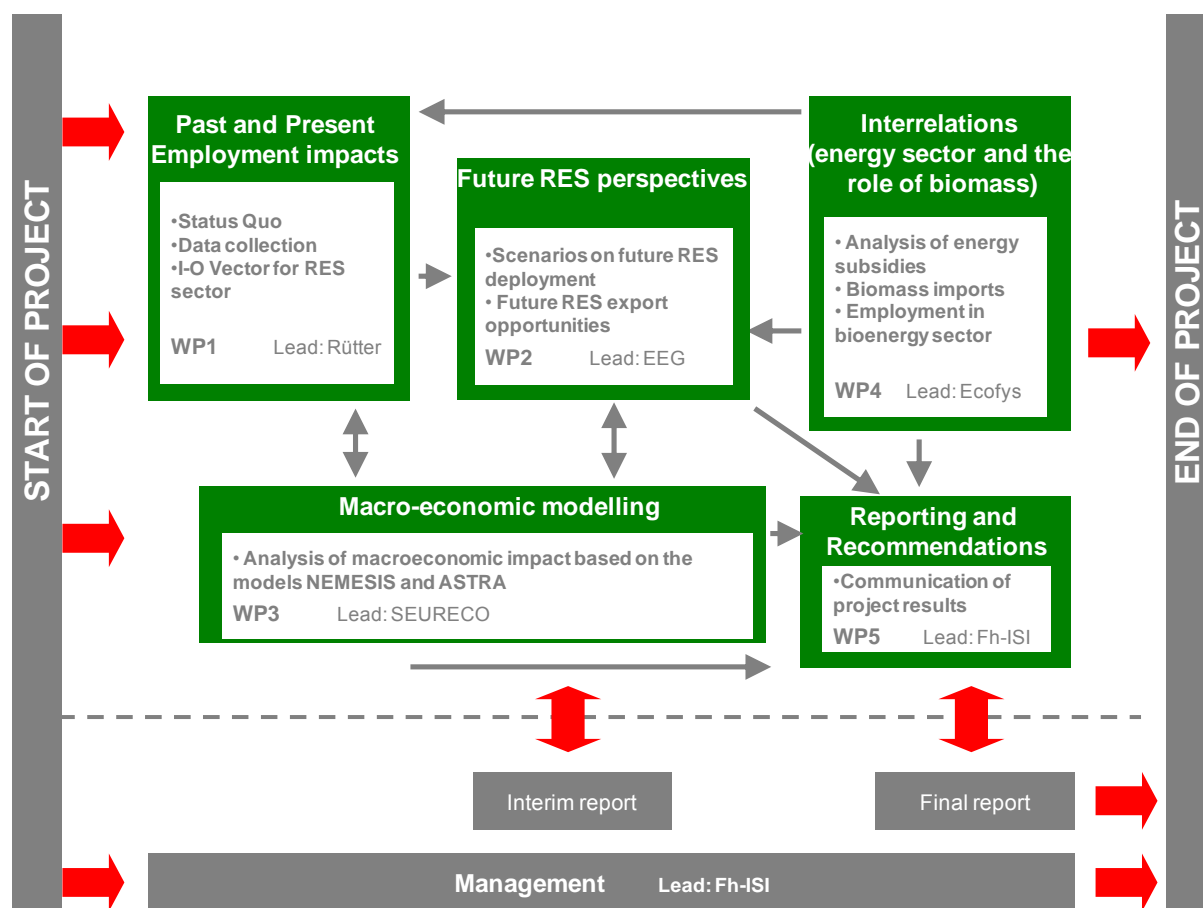 START OF PROJECT
Past and Present
Employment impacts
•Status Quo
•Data collection
•I-O Vector for RES
sector
WP1 Lead: Rütter
Future RES perspectives
•Scenarios on future RES
deployment
• Future RES export
opportunities
WP2 Lead: EEG
Interrelations
(energy sector and the
role of biomass)
• Analysis of energy
subsidies
• Biomass imports
• Employment in
bioenergy sector
WP4 Lead: Ecofys
Macro-economic modelling
• Analysis of macroeconomic impact based on the
models NEMESIS and ASTRA
WP3 Lead: SEURECO
Reporting and
Recommendations
•Communication of
project results
WP5 Lead: Fh-ISI
Interim report
Final report
Management Lead: Fh-ISI
END OF PROJECT